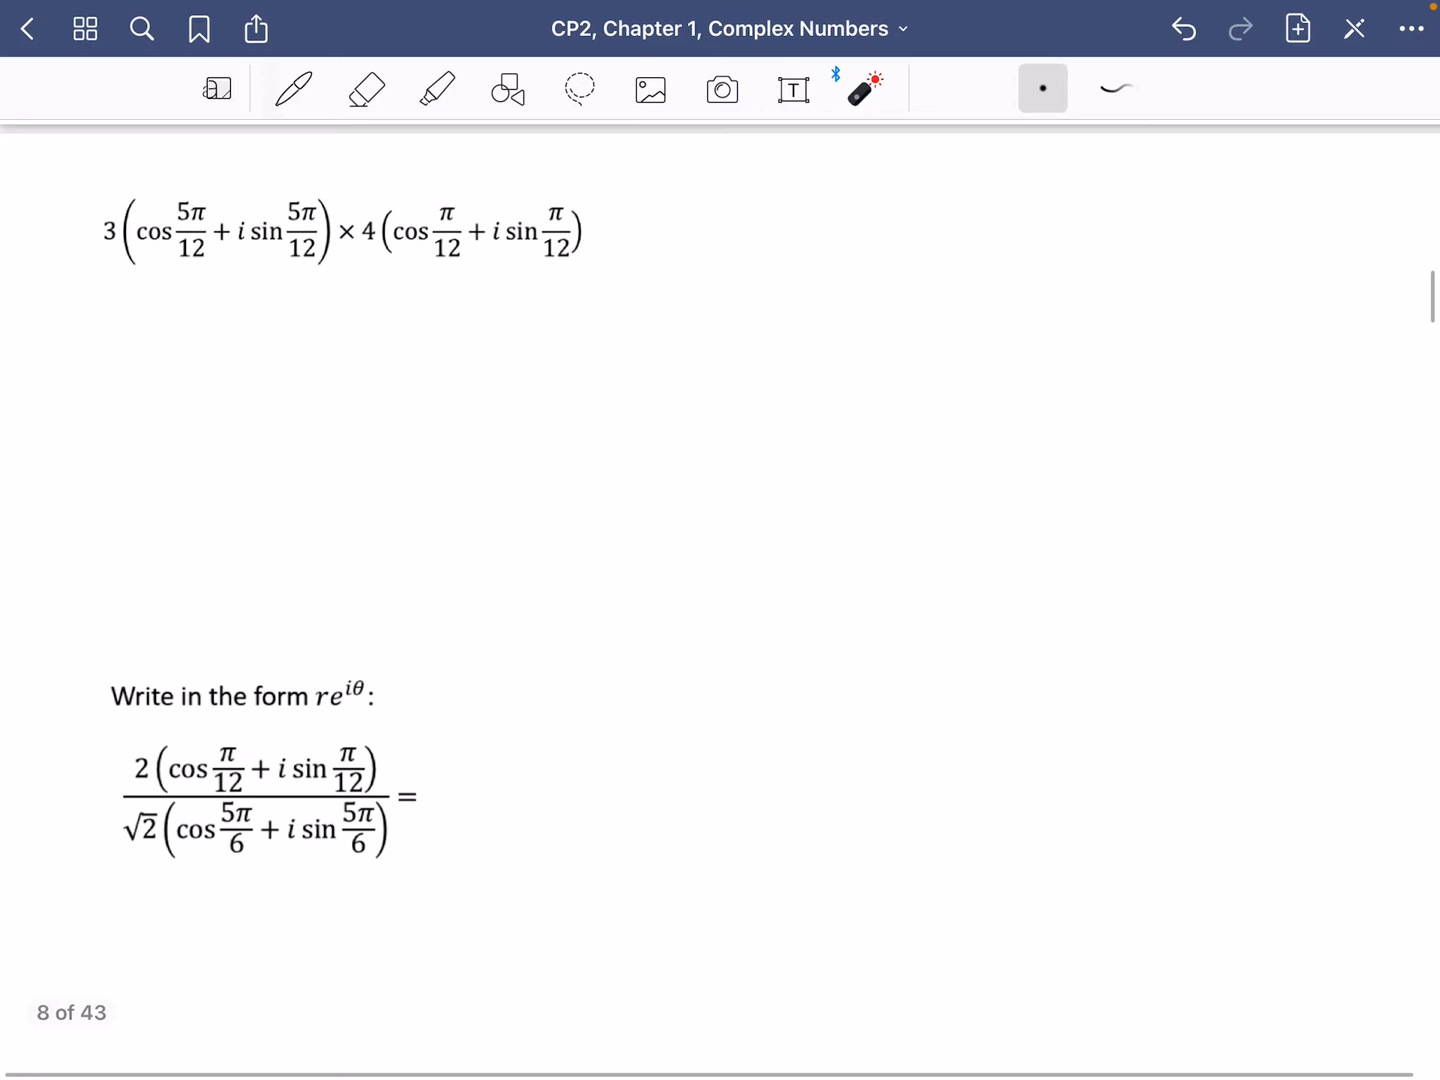 CP2, Chapter 1, Complex Numbers
T
3(cos 5π/12 + i sin 5π/12) × 4(cos π/12 + i sin π/12)
Write in the form re^{iθ}:
2(cos π/12 + i sin π/12)
√2(cos 5π/6 + i sin 5π/6) =
8 of 43